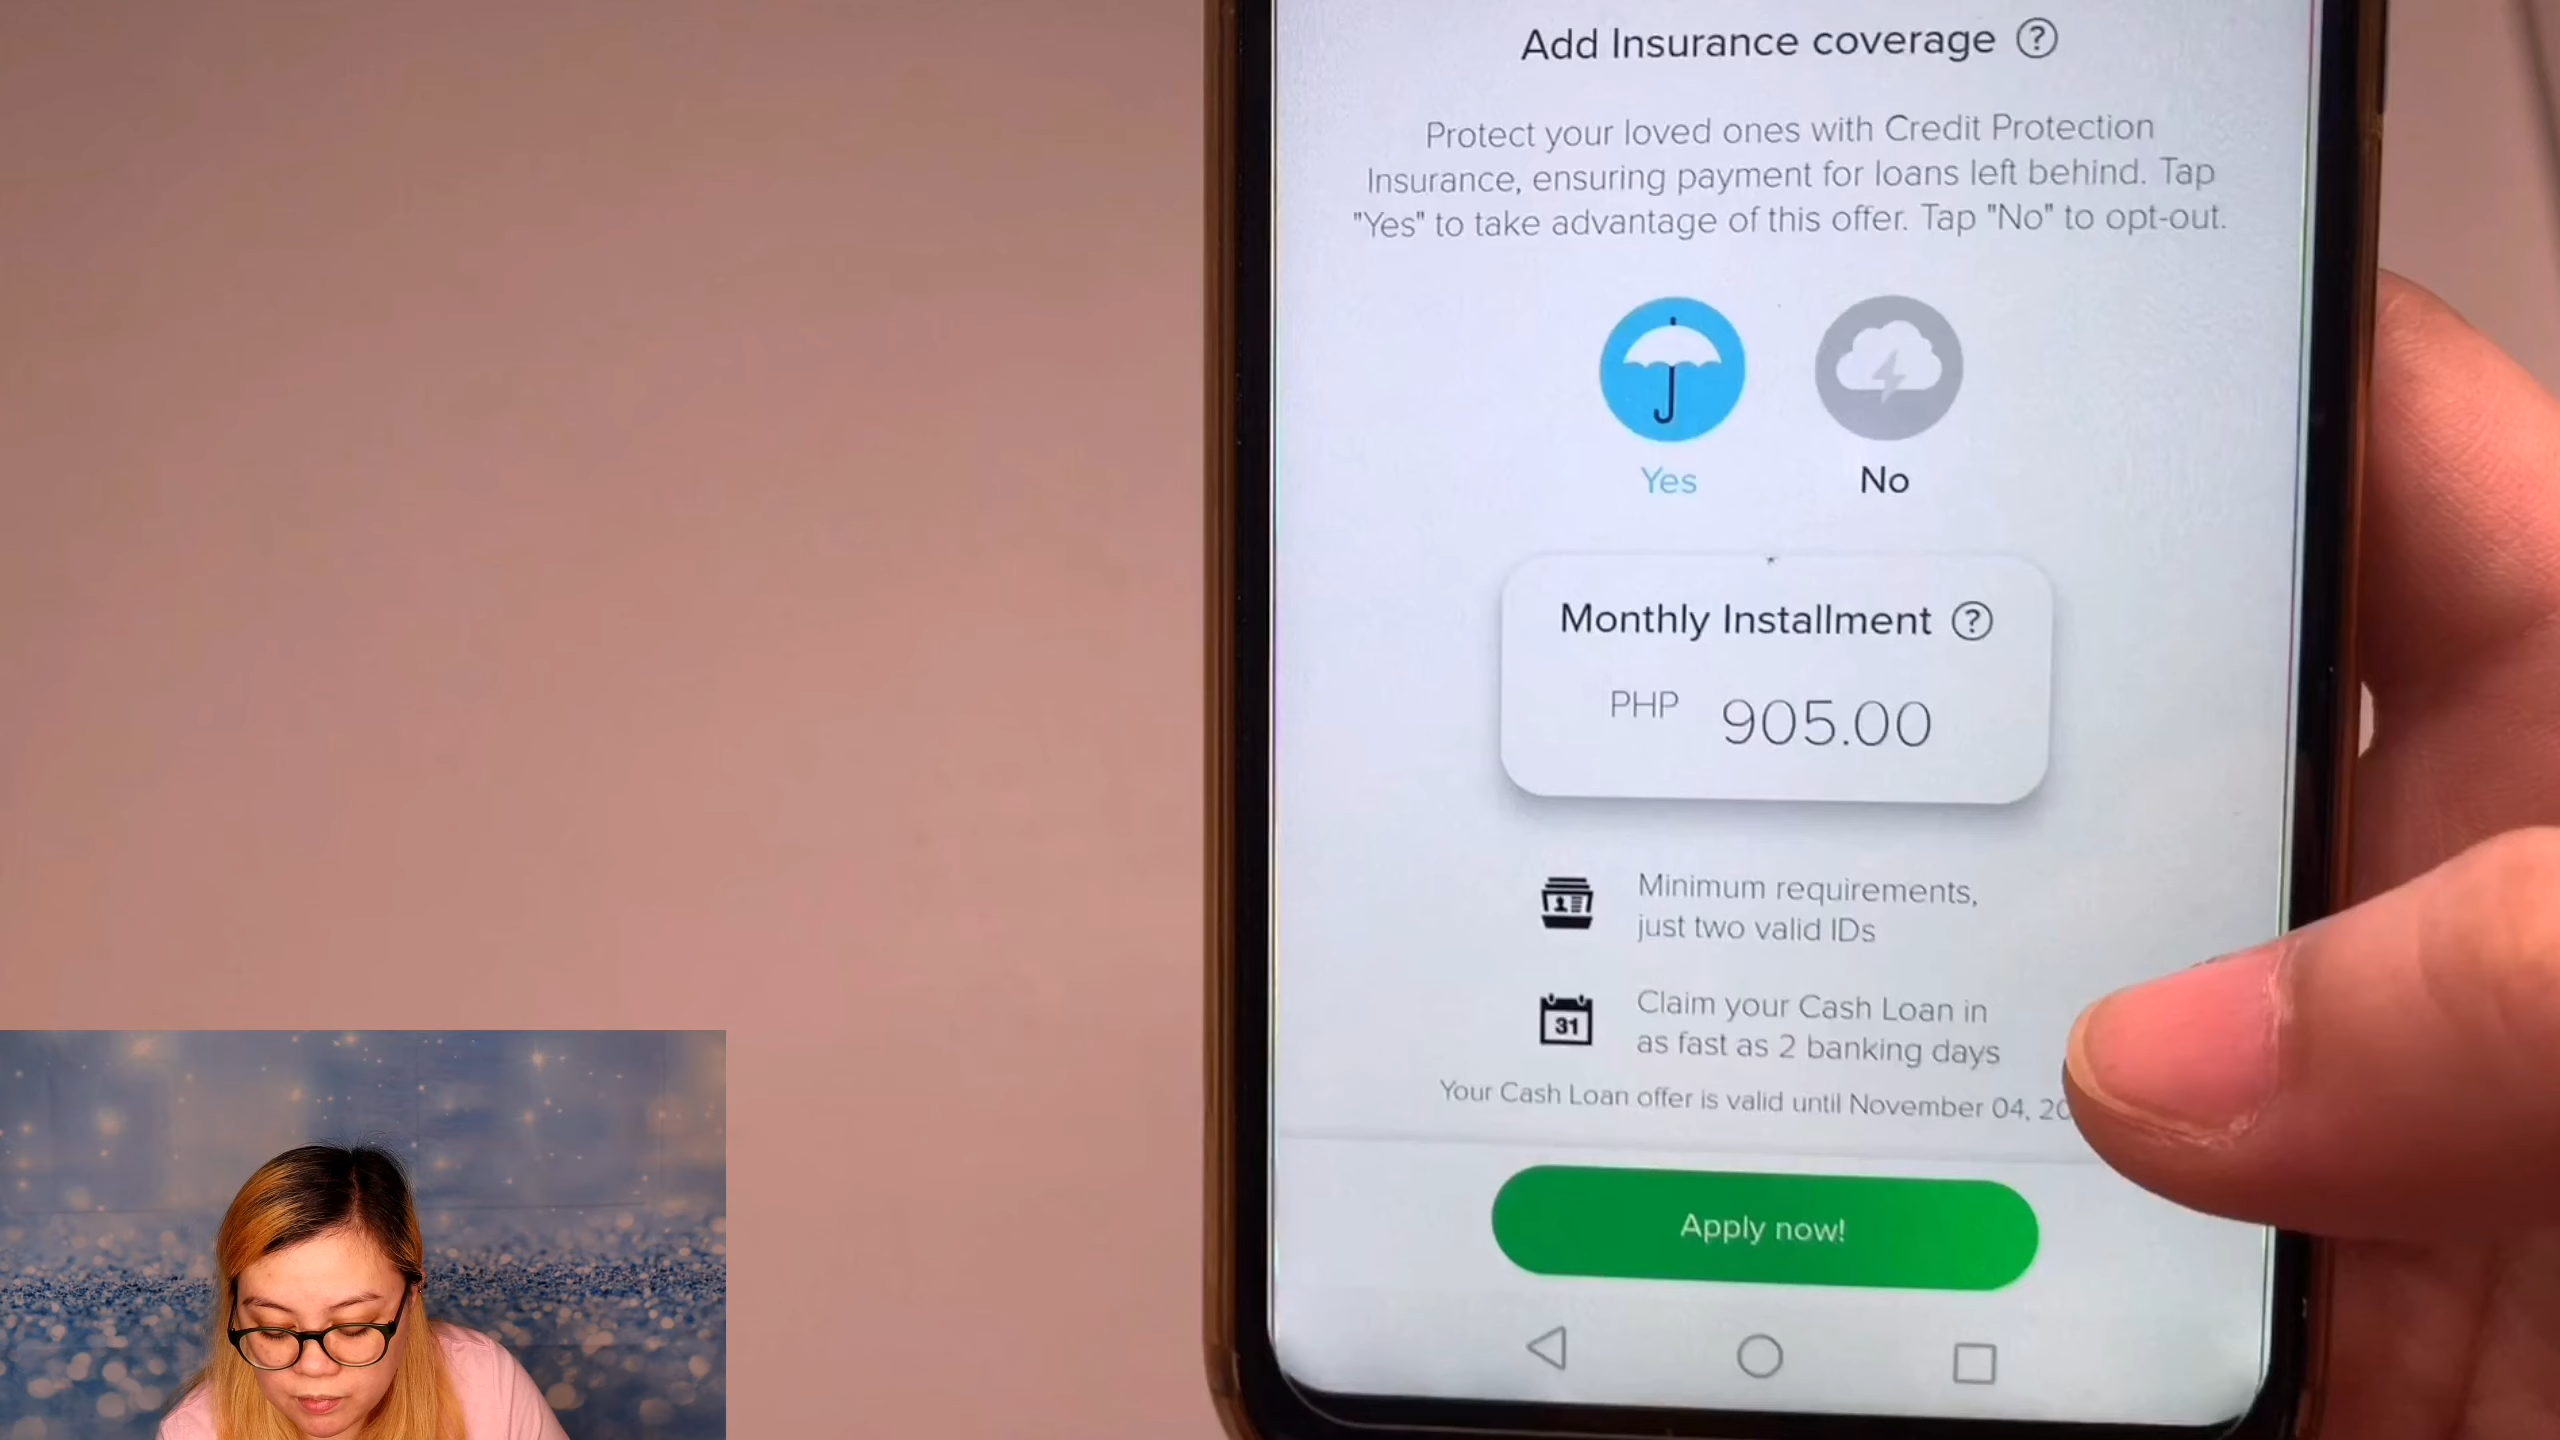 Add Insurance coverage ?
Protect your loved ones with Credit Protection
Insurance, ensuring payment for loans left behind. Tap
"Yes" to take advantage of this offer. Tap "No" to opt-out.
Yes
No
Monthly Installment ?
PHP 905.00
Minimum requirements,
just two valid IDs
31
Claim your Cash Loan in
as fast as 2 banking days
Your Cash Loan offer is valid until November 04,
Apply now!